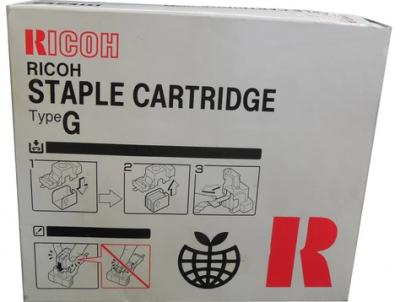 RICOH
RICOH
STAPLE CARTRIDGE
Type G
1
2
3
R